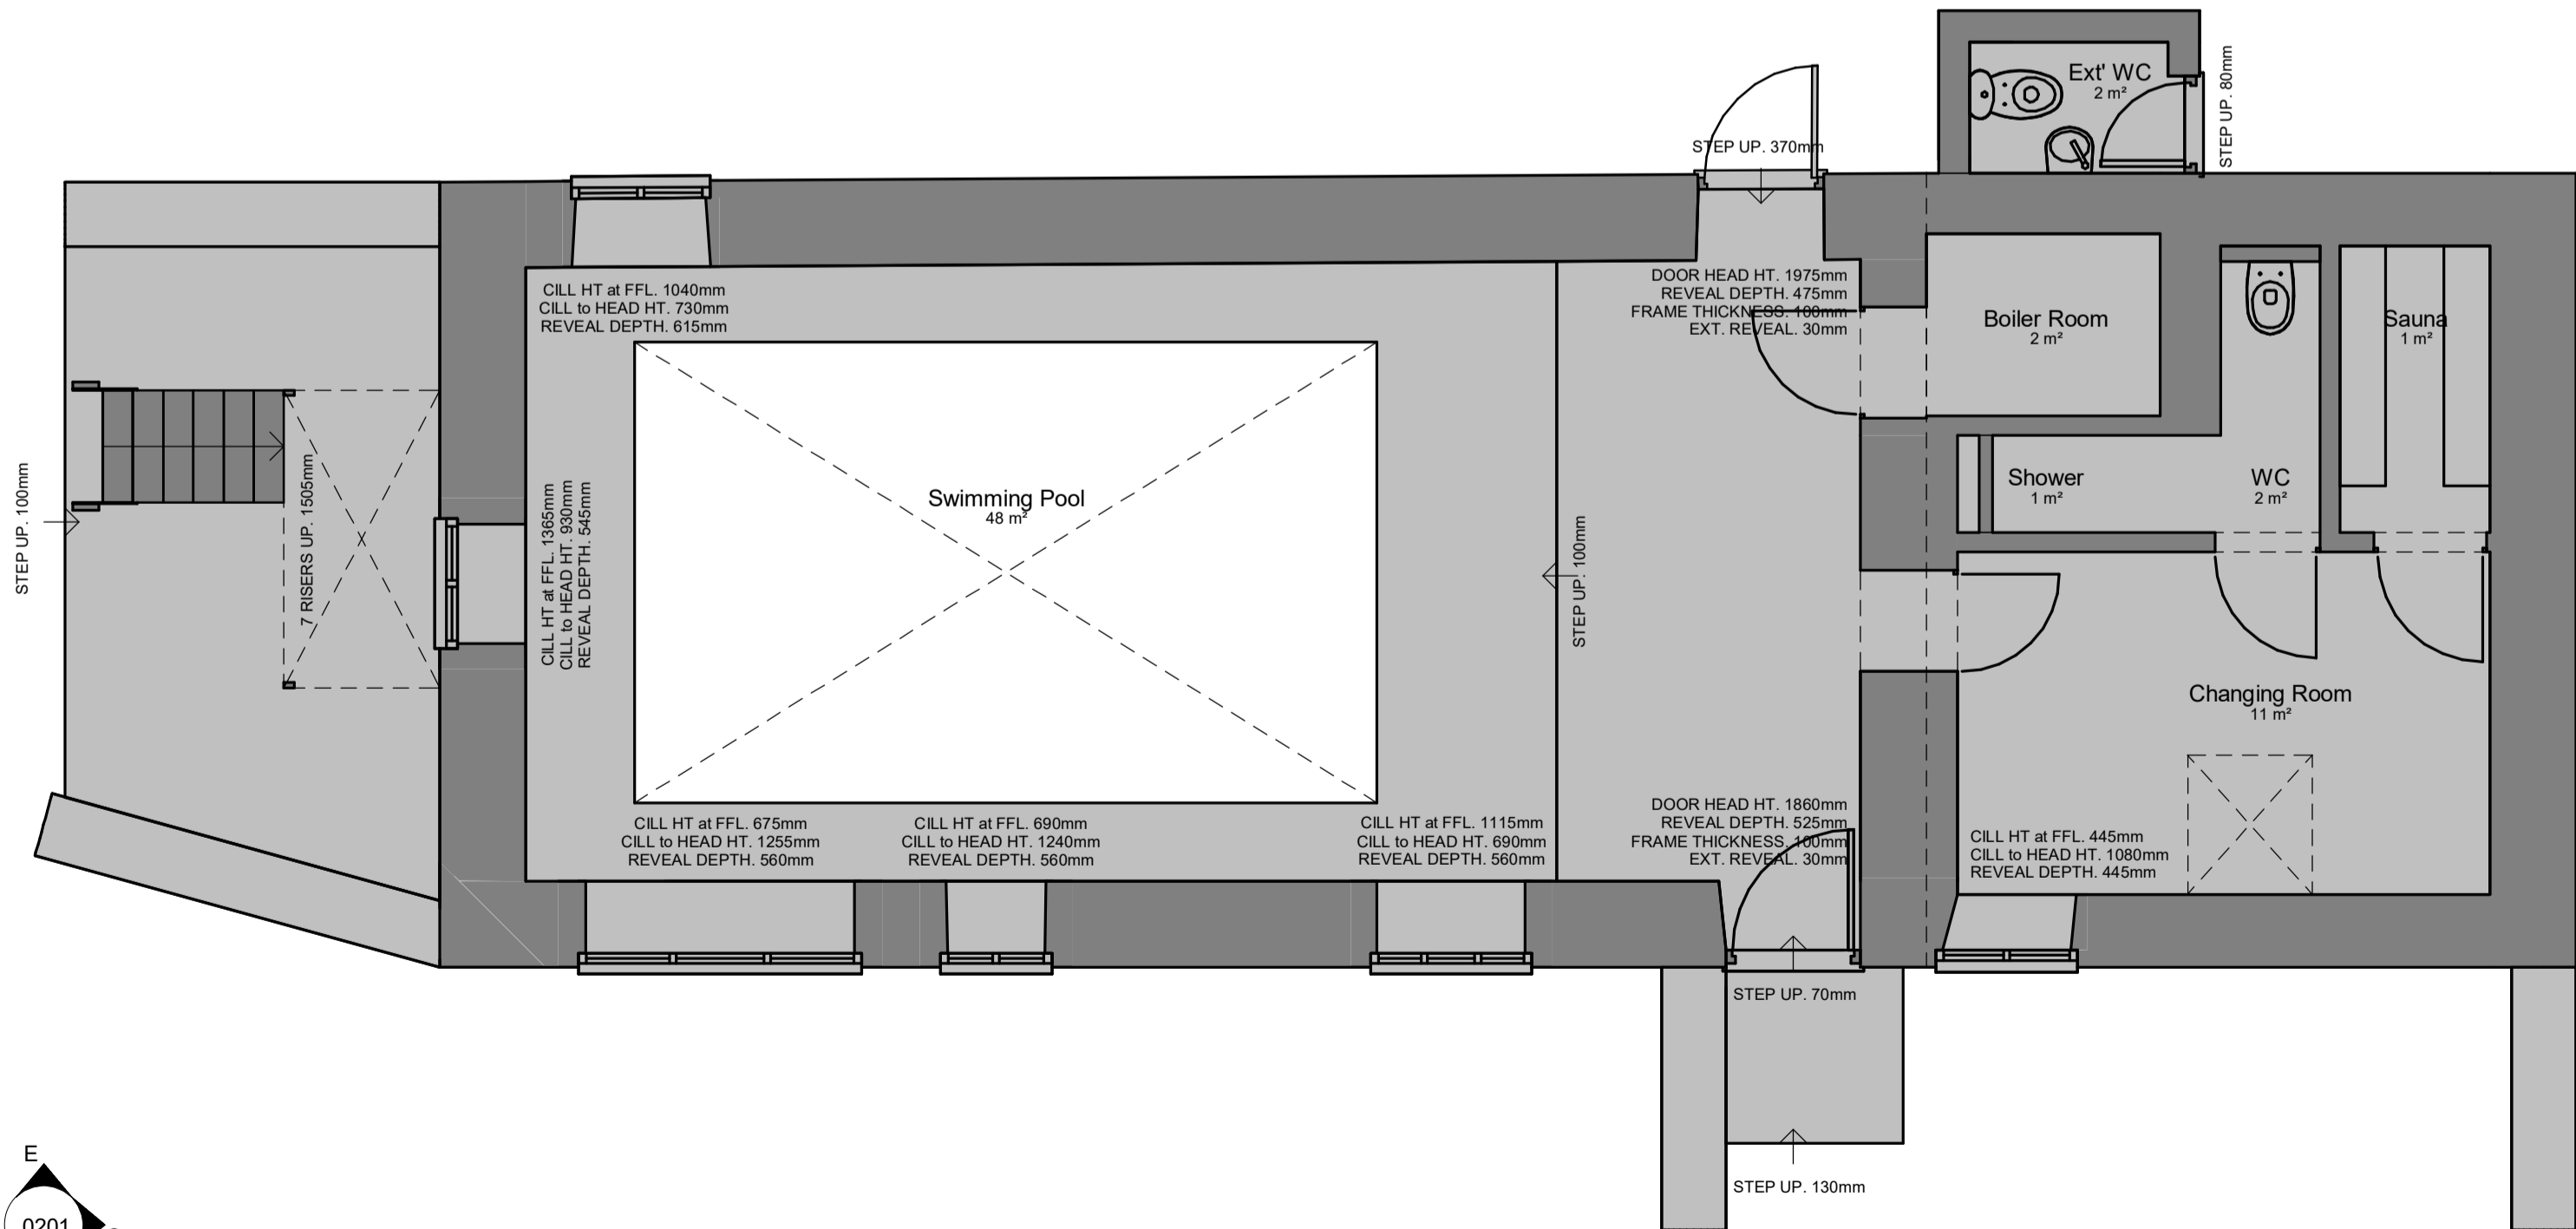 Ext' WC
2 m²
STEP UP. 80mm
STEP UP. 370mm
CILL HT at FFL. 1040mm
CILL to HEAD HT. 730mm
REVEAL DEPTH. 615mm
DOOR HEAD HT. 1975mm
REVEAL DEPTH. 475mm
FRAME THICKNESS. 100mm
EXT. REVEAL. 30mm
Boiler Room
2 m²
Sauna
1 m²
STEP UP. 100mm
7 RISERS UP. 1505mm
CILL HT at FFL. 1365mm
CILL to HEAD HT. 930mm
REVEAL DEPTH. 545mm
Swimming Pool
48 m²
STEP UP. 100mm
Shower
1 m²
WC
2 m²
Changing Room
11 m²
CILL HT at FFL. 675mm
CILL to HEAD HT. 1255mm
REVEAL DEPTH. 560mm
CILL HT at FFL. 690mm
CILL to HEAD HT. 1240mm
REVEAL DEPTH. 560mm
CILL HT at FFL. 1115mm
CILL to HEAD HT. 690mm
REVEAL DEPTH. 560mm
DOOR HEAD HT. 1860mm
REVEAL DEPTH. 525mm
FRAME THICKNESS. 100mm
EXT. REVEAL. 30mm
CILL HT at FFL. 445mm
CILL to HEAD HT. 1080mm
REVEAL DEPTH. 445mm
STEP UP. 70mm
STEP UP. 130mm
E
0201